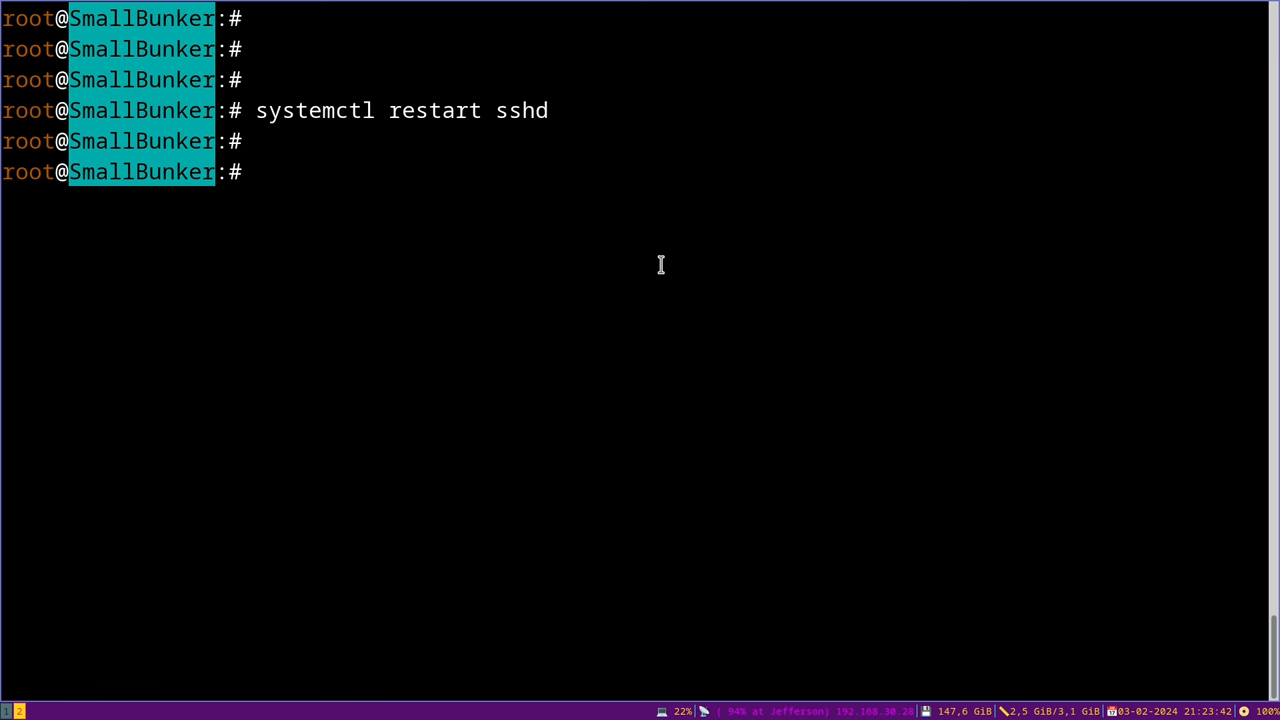 root@SmallBunker:#
root@SmallBunker:#
root@SmallBunker:#
root@SmallBunker:# systemctl restart sshd
root@SmallBunker:#
root@SmallBunker:#
1 2 22% ( 94% at Jefferson) 192.168.30.28 147,6 GiB 2,5 GiB/3,1 GiB 03-02-2024 21:23:42 100%